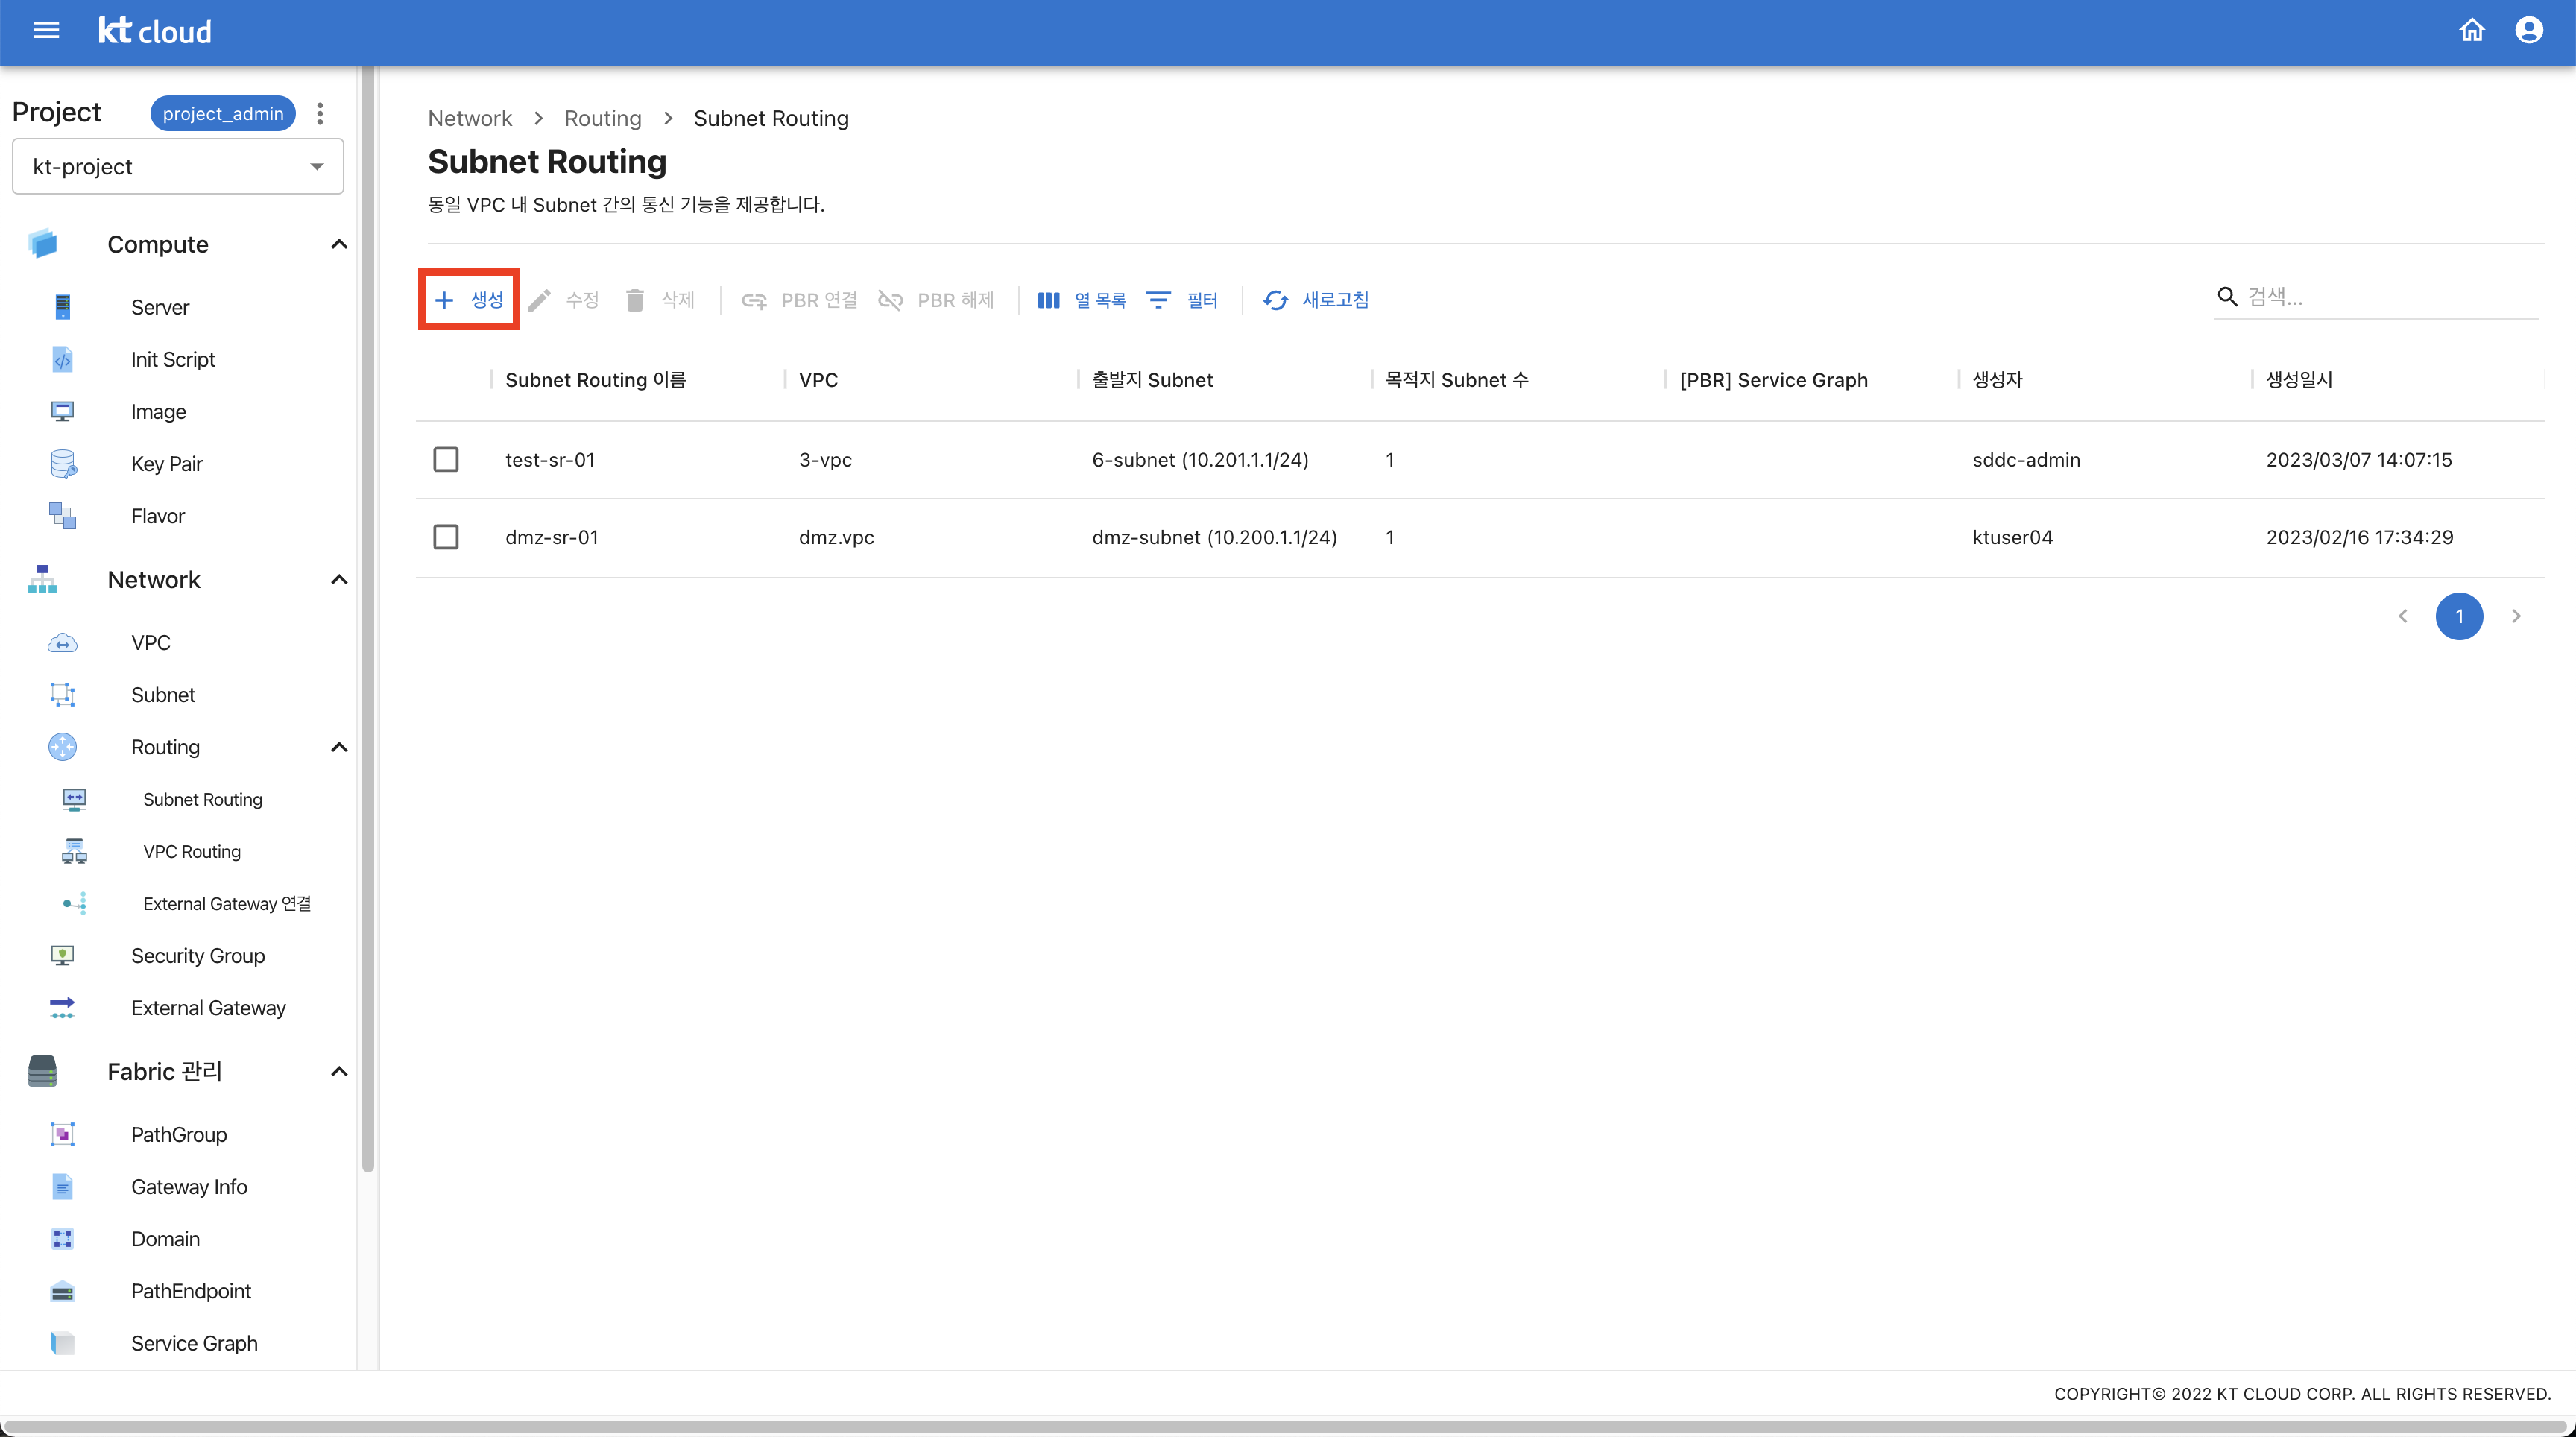 kt cloud
Project project_admin
kt-project
Compute
Server
Init Script
Image
Key Pair
Flavor
Network
VPC
Subnet
Routing
Subnet Routing
VPC Routing
External Gateway 연결
Security Group
External Gateway
Fabric 관리
PathGroup
Gateway Info
Domain
PathEndpoint
Service Graph
Network > Routing > Subnet Routing
Subnet Routing
동일 VPC 내 Subnet 간의 통신 기능을 제공합니다.
+ 생성 수정 삭제 PBR 연결 PBR 해제 열 목록 필터 새로고침 검색...
Subnet Routing 이름 VPC 출발지 Subnet 목적지 Subnet 수 [PBR] Service Graph 생성자 생성일시
test-sr-01 3-vpc 6-subnet (10.201.1.1/24) 1 sddc-admin 2023/03/07 14:07:15
dmz-sr-01 dmz.vpc dmz-subnet (10.200.1.1/24) 1 ktuser04 2023/02/16 17:34:29
1
COPYRIGHT© 2022 KT CLOUD CORP. ALL RIGHTS RESERVED.